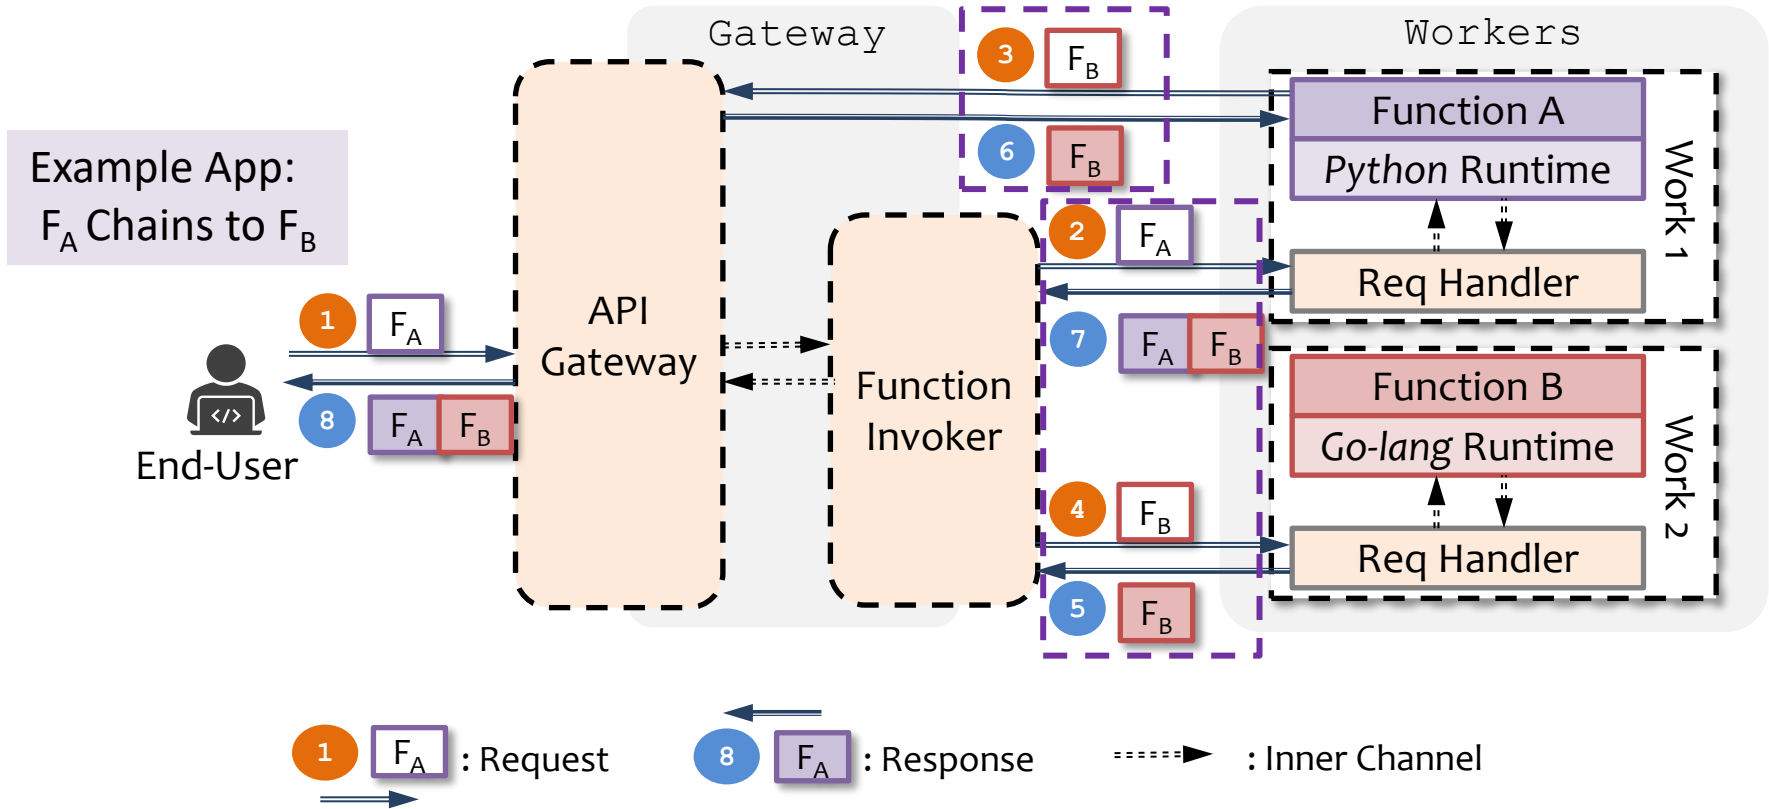 Gateway
Workers
3
F_B
6
F_B
Function A
Python Runtime
Req Handler
Work 1
Example App:
F_A Chains to F_B
2
F_A
7
F_A F_B
1
F_A
8
F_A F_B
End-User
API
Gateway
Function
Invoker
4
F_B
5
F_B
Function B
Go-lang Runtime
Req Handler
Work 2
1 F_A : Request
8 F_A : Response
: Inner Channel